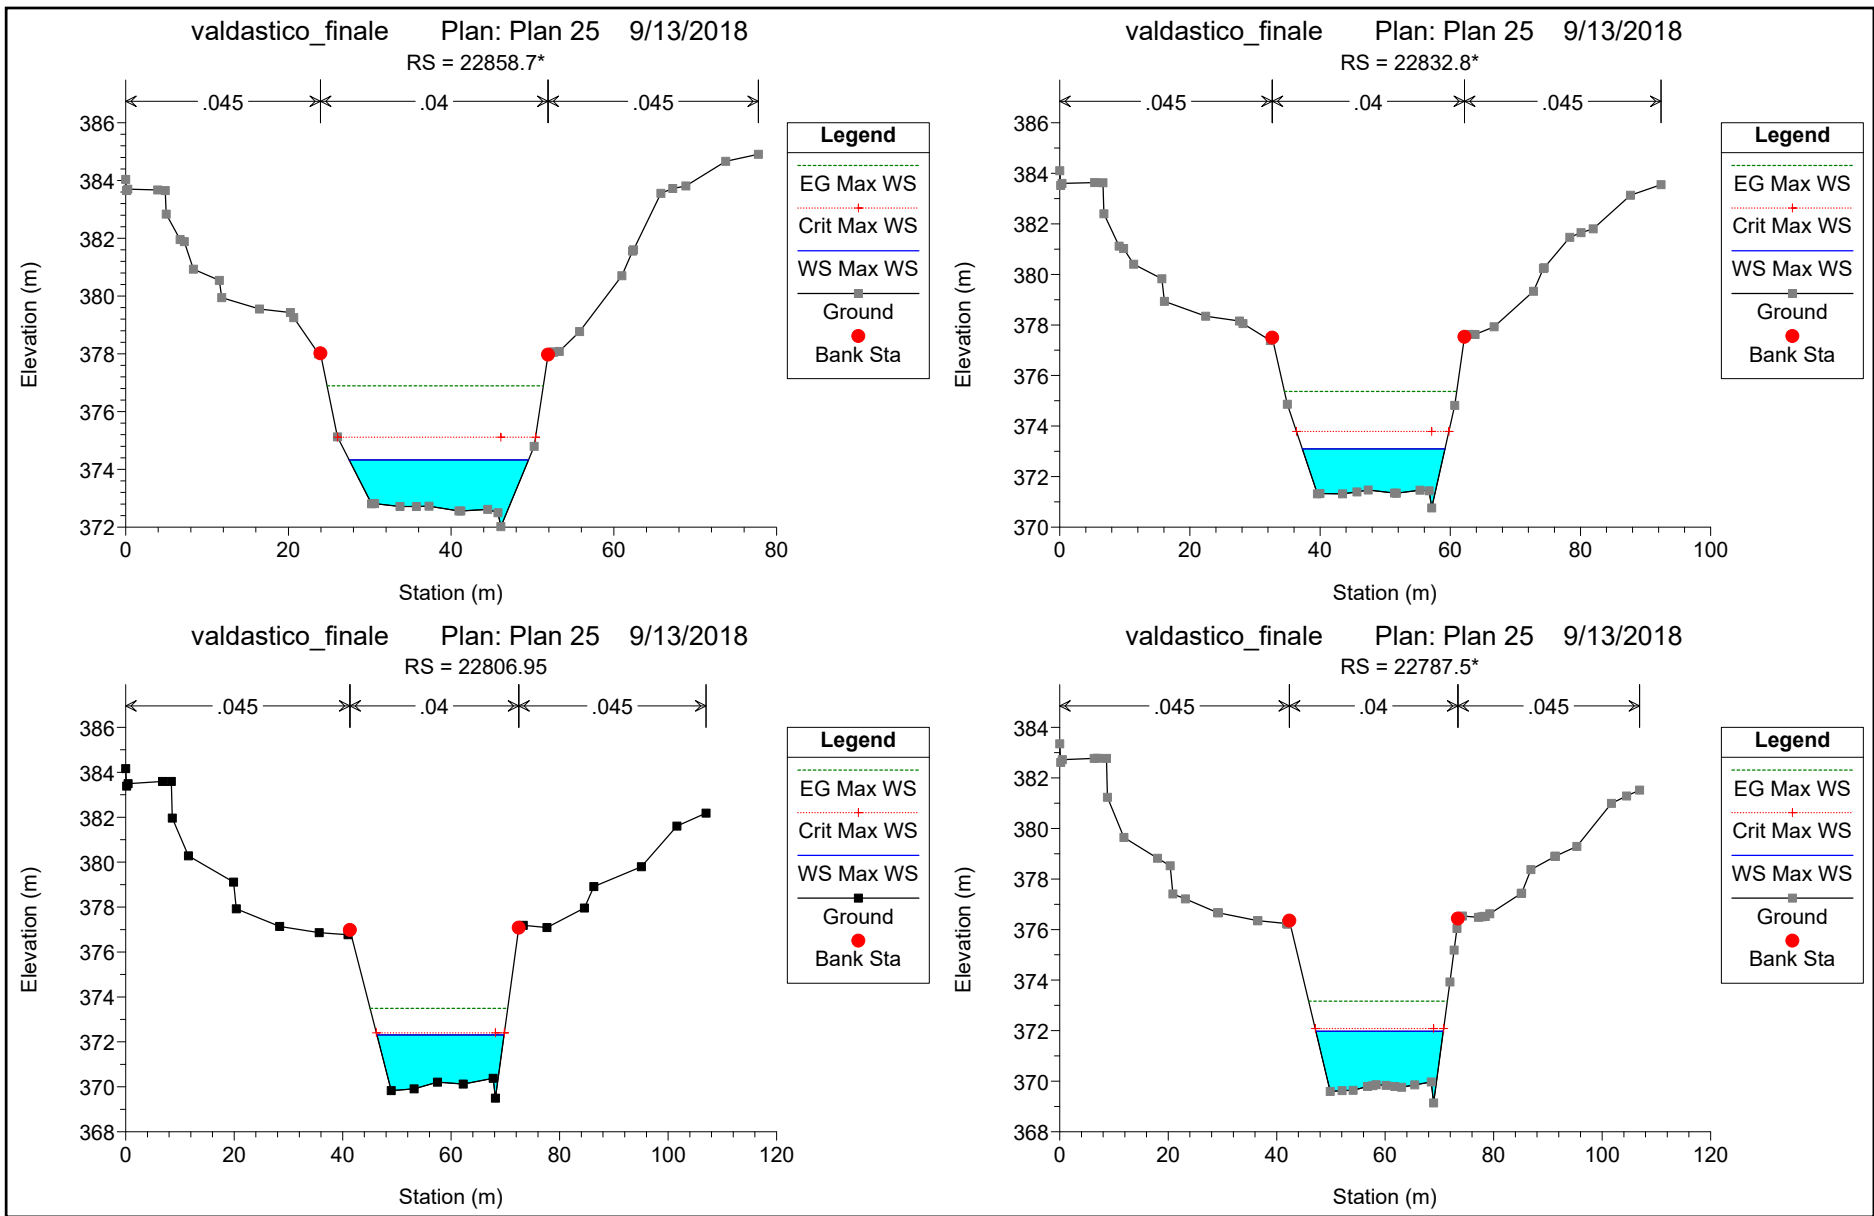 valdastico_finale Plan: Plan 25 9/13/2018
RS = 22858.7*
.045 .04 .045
386
384
382
380
378
376
374
372
0 20 40 60 80
Elevation (m)
Station (m)
Legend
EG Max WS
Crit Max WS
WS Max WS
Ground
Bank Sta
valdastico_finale Plan: Plan 25 9/13/2018
RS = 22832.8*
.045 .04 .045
386
384
382
380
378
376
374
372
370
0 20 40 60 80 100
Elevation (m)
Station (m)
Legend
EG Max WS
Crit Max WS
WS Max WS
Ground
Bank Sta
valdastico_finale Plan: Plan 25 9/13/2018
RS = 22806.95
.045 .04 .045
386
384
382
380
378
376
374
372
370
368
0 20 40 60 80 100 120
Elevation (m)
Station (m)
Legend
EG Max WS
Crit Max WS
WS Max WS
Ground
Bank Sta
valdastico_finale Plan: Plan 25 9/13/2018
RS = 22787.5*
.045 .04 .045
384
382
380
378
376
374
372
370
368
0 20 40 60 80 100 120
Elevation (m)
Station (m)
Legend
EG Max WS
Crit Max WS
WS Max WS
Ground
Bank Sta